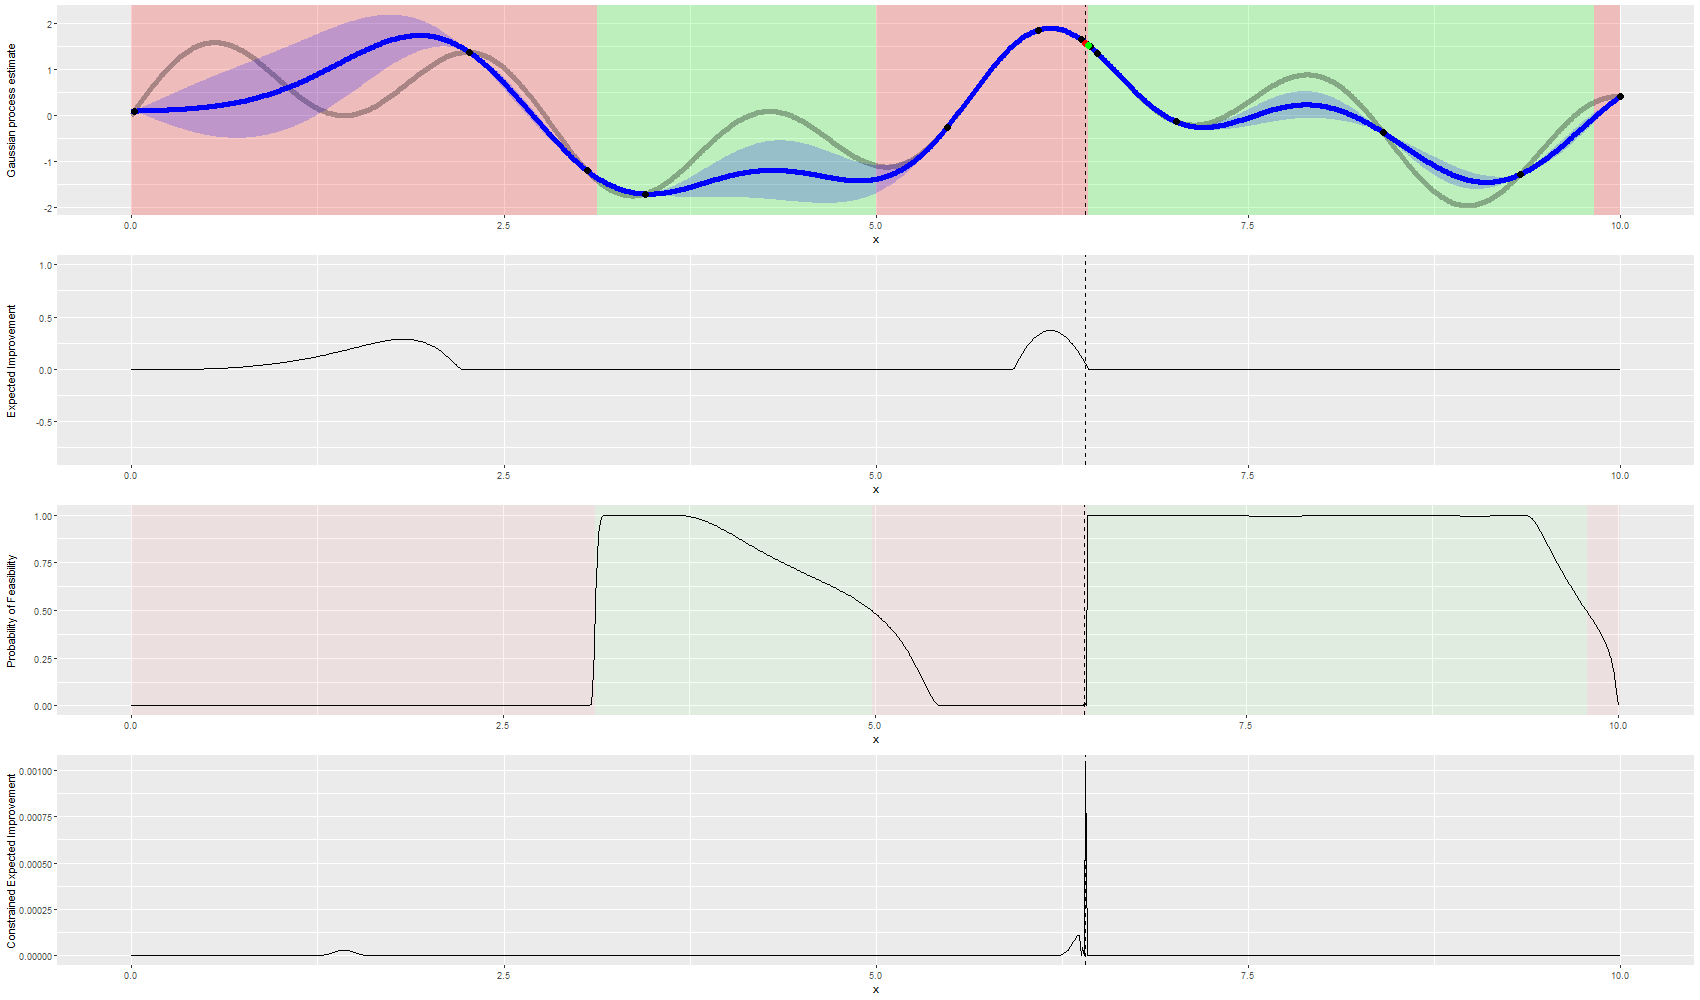 Gaussian process estimate
2
1
0
-1
-2
0.0 2.5 5.0 7.5 10.0
x
Expected Improvement
1.0
0.5
0.0
-0.5
0.0 2.5 5.0 7.5 10.0
x
Probability of Feasibility
1.00
0.75
0.50
0.25
0.00
0.0 2.5 5.0 7.5 10.0
x
Constrained Expected Improvement
0.00100
0.00075
0.00050
0.00025
0.00000
0.0 2.5 5.0 7.5 10.0
x